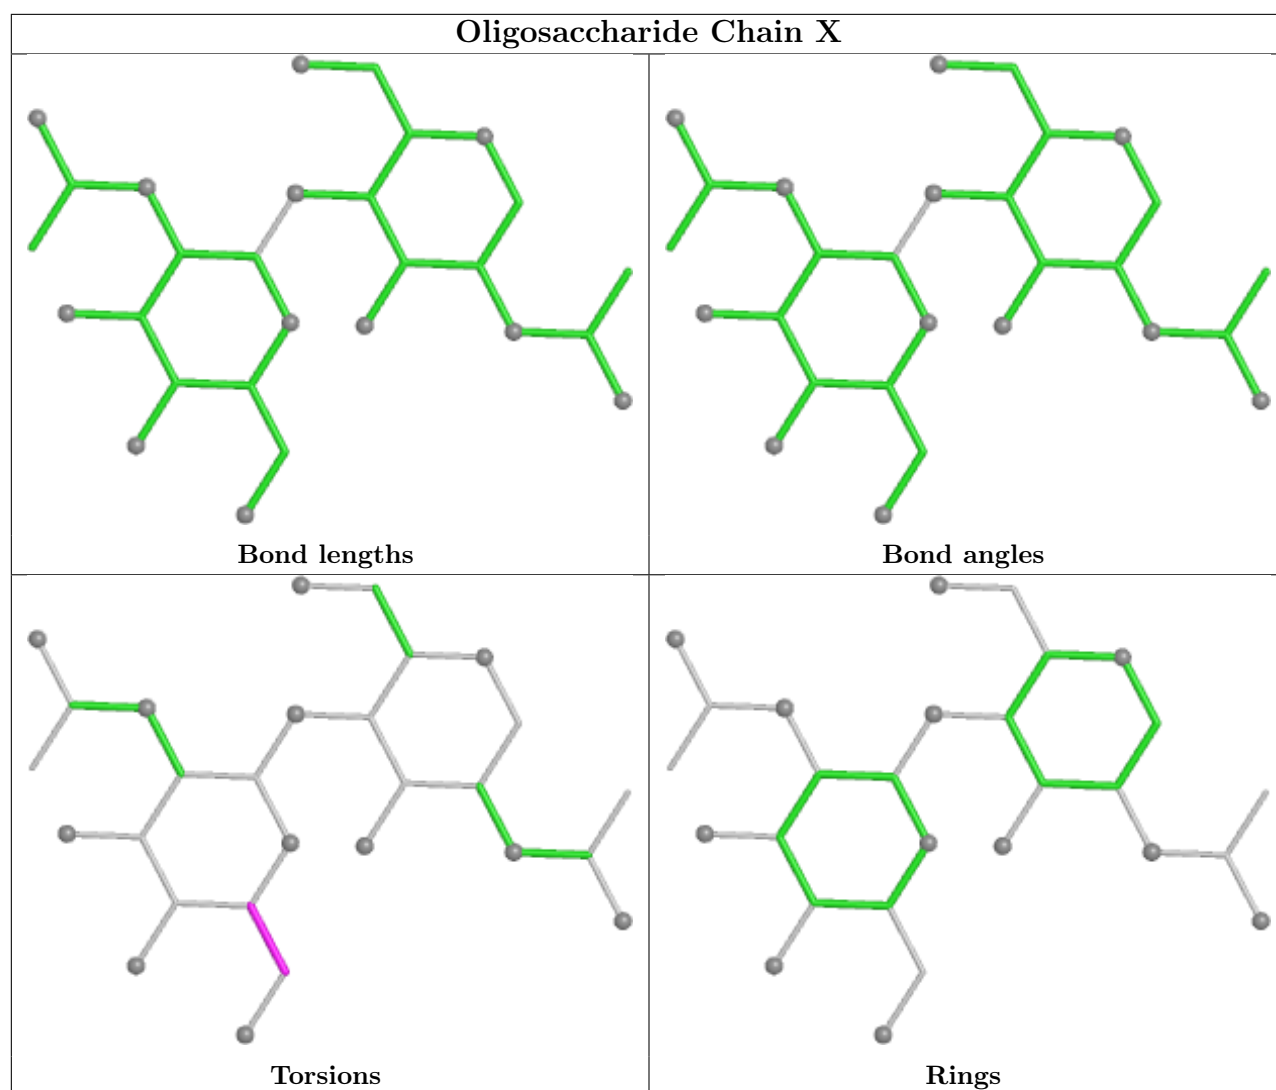 Oligosaccharide Chain X
Bond lengths
Bond angles
Torsions
Rings